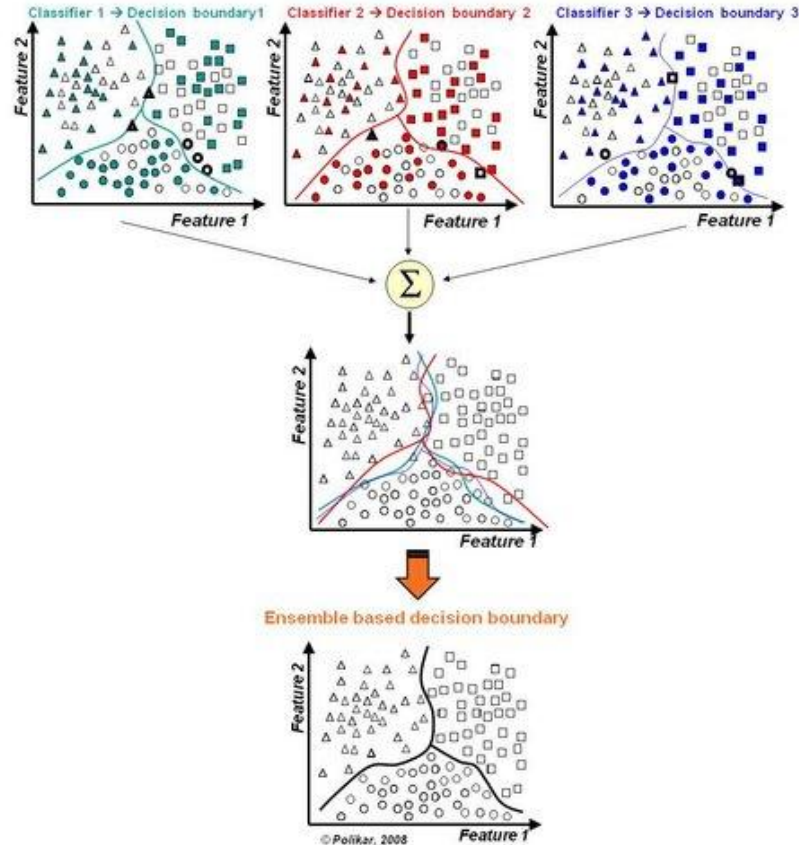 Classifier 1 → Decision boundary1
Classifier 2 → Decision boundary 2
Classifier 3 → Decision boundary 3
Feature 2
Feature 1
Feature 2
Feature 1
Feature 2
Feature 1
Σ
Feature 2
Feature 1
Ensemble based decision boundary
Feature 2
Feature 1
© Polikar, 2008